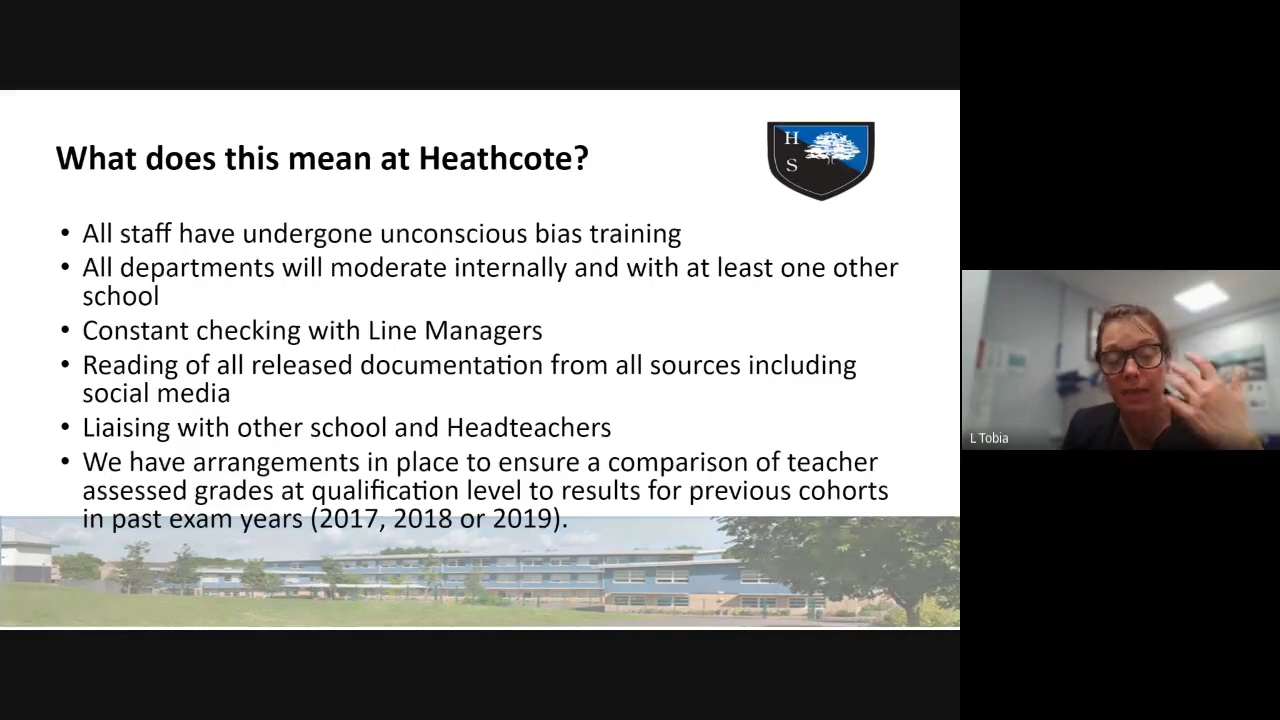 What does this mean at Heathcote?
H
S
• All staff have undergone unconscious bias training
• All departments will moderate internally and with at least one other
school
• Constant checking with Line Managers
• Reading of all released documentation from all sources including
social media
• Liaising with other school and Headteachers
• We have arrangements in place to ensure a comparison of teacher
assessed grades at qualification level to results for previous cohorts
in past exam years (2017, 2018 or 2019).
L Tobia